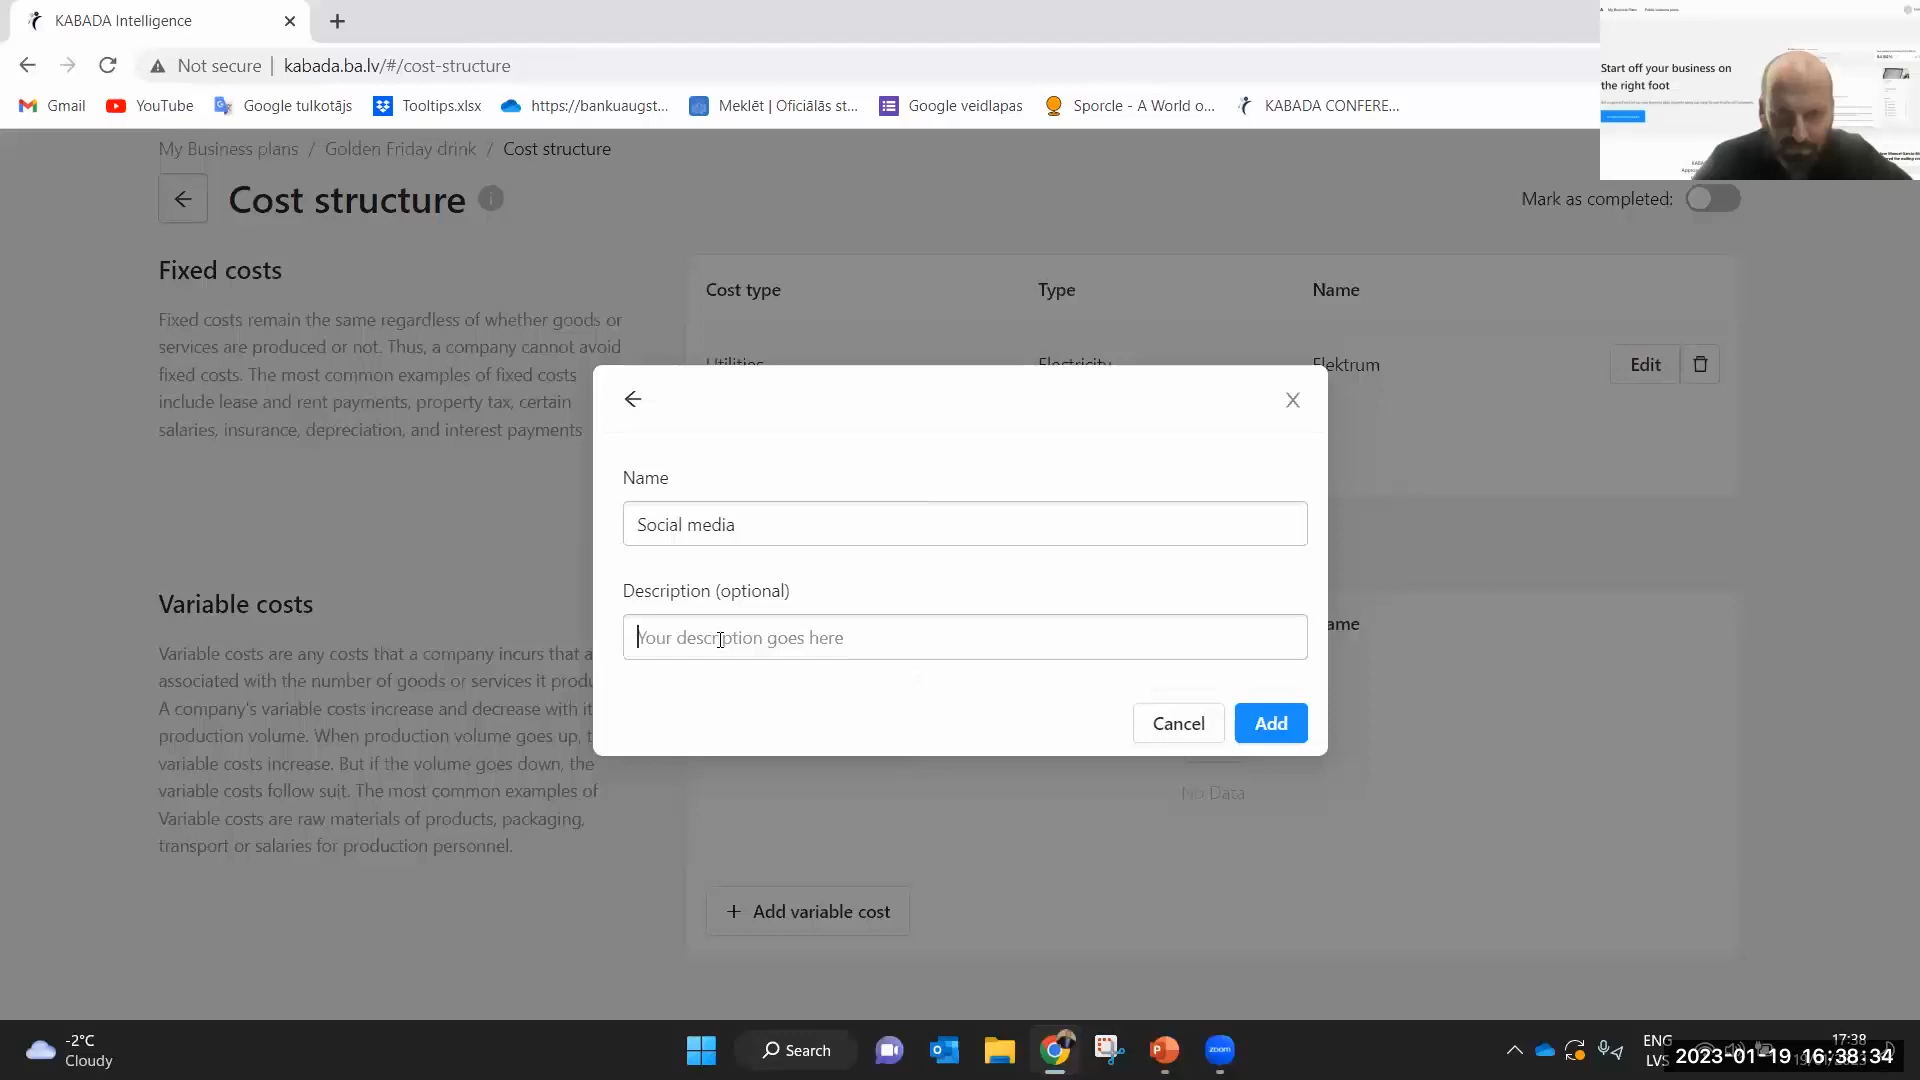 KABADA Intelligence
Not secure
kabada.ba.lv/#/cost-structure
Gmail
YouTube
Google tulkotājs
Tooltips.xlsx
https://bankuaugst...
Meklēt | Oficiālās st...
Google veidlapas
Sporcle - A World o...
KABADA CONFERE...
Start off your business on
the right foot
My Business plans / Golden Friday drink / Cost structure
Cost structure
Mark as completed:
Fixed costs
Fixed costs remain the same regardless of whether goods or
services are produced or not. Thus, a company cannot avoid
fixed costs. The most common examples of fixed costs
include lease and rent payments, property tax, certain
salaries, insurance, depreciation, and interest payments
Cost type Type Name
Utilities Electricity Elektrum Edit
Name
Social media
Description (optional)
Your description goes here
Cancel Add
Variable costs
Variable costs are any costs that a company incurs that a
associated with the number of goods or services it produ
A company's variable costs increase and decrease with it
production volume. When production volume goes up, t
variable costs increase. But if the volume goes down, the
variable costs follow suit. The most common examples of
Variable costs are raw materials of products, packaging,
transport or salaries for production personnel.
ame
No Data
+ Add variable cost
-2°C
Cloudy
Search
zoom
ENG
LVS
17:38
2023-01-19 16:38:34